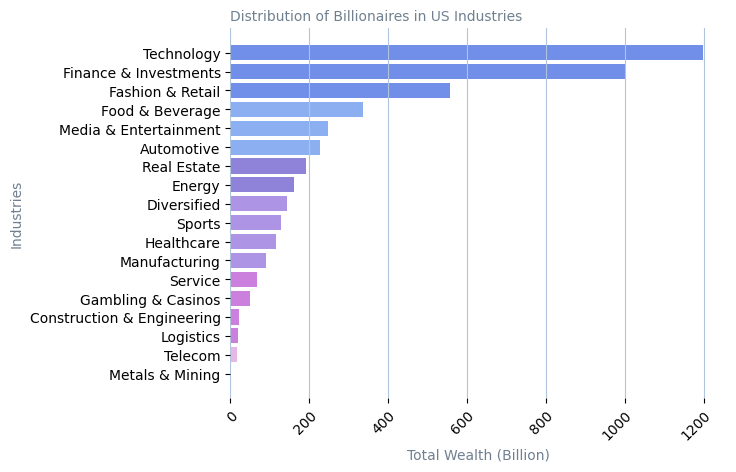 Distribution of Billionaires in US Industries
Technology
Finance & Investments
Fashion & Retail
Food & Beverage
Media & Entertainment
Automotive
Real Estate
Energy
Diversified
Sports
Healthcare
Manufacturing
Service
Gambling & Casinos
Construction & Engineering
Logistics
Telecom
Metals & Mining
Industries
0 200 400 600 800 1000 1200
Total Wealth (Billion)